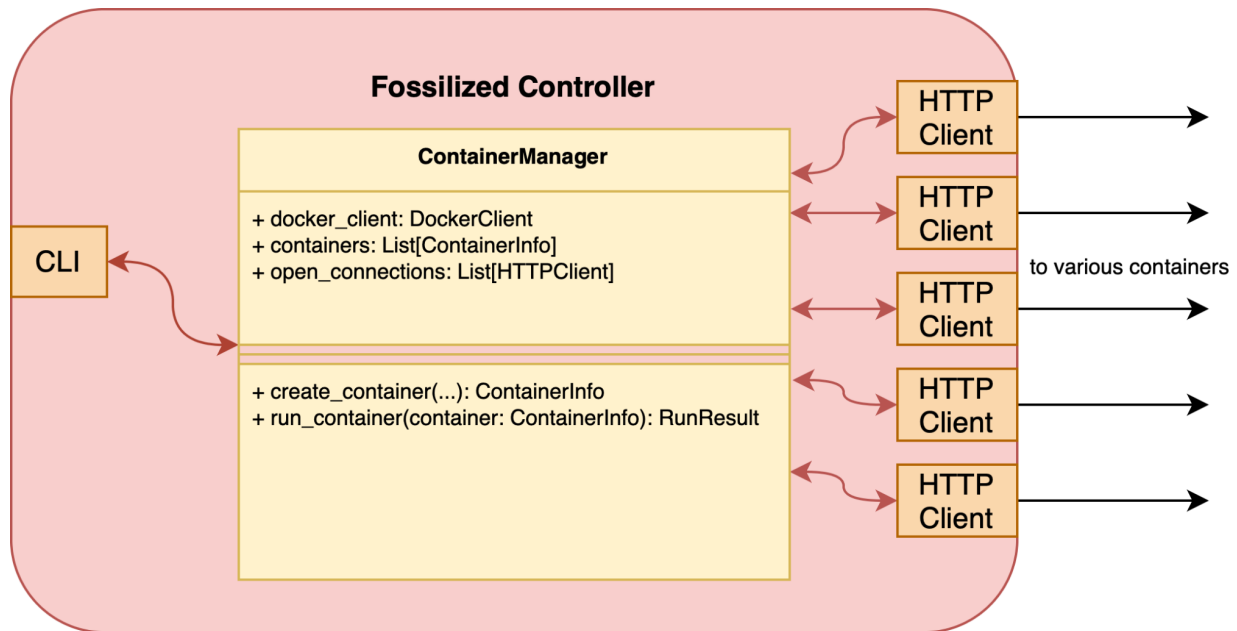 Fossilized Controller
ContainerManager
+ docker_client: DockerClient
+ containers: List[ContainerInfo]
+ open_connections: List[HTTPClient]
+ create_container(...): ContainerInfo
+ run_container(container: ContainerInfo): RunResult
CLI
HTTP
Client
HTTP
Client
HTTP
Client
HTTP
Client
HTTP
Client
to various containers